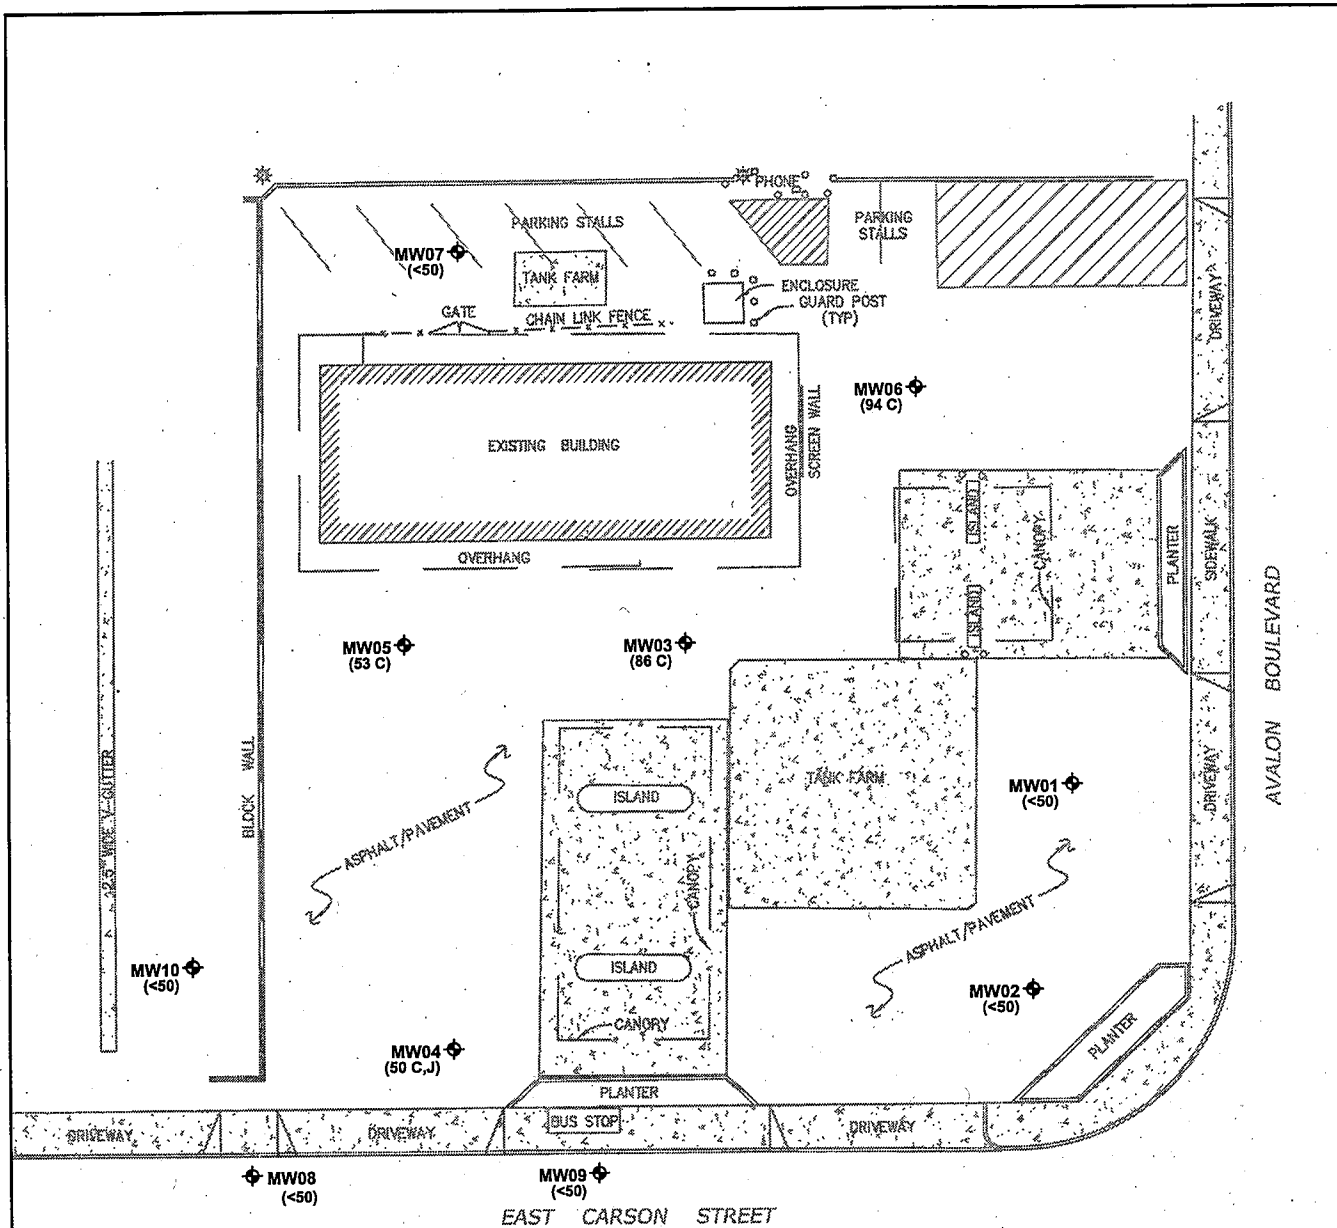 PHONE
PARKING STALLS
PARKING
STALLS
MW07
(<50)
TANK FARM
ENCLOSURE
GUARD POST
(TYP)
GATE
CHAIN LINK FENCE
DRIVEWAY
MW06
(94 C)
EXISTING BUILDING
OVERHANG
SCREEN WALL
ISLAND
CANOPY
PLANTER
SIDEWALK
OVERHANG
ISLAND
AVALON BOULEVARD
MW05
(53 C)
MW03
(86 C)
2.5' WIDE V-GUTTER
BLOCK WALL
ASPHALT/PAVEMENT
ISLAND
CANOPY
TANK FARM
MW01
(<50)
DRIVEWAY
ASPHALT/PAVEMENT
MW10
(<50)
ISLAND
MW02
(<50)
CANOPY
PLANTER
MW04
(50 C,J)
PLANTER
DRIVEWAY
DRIVEWAY
BUS STOP
DRIVEWAY
MW08
(<50)
MW09
(<50)
EAST CARSON STREET